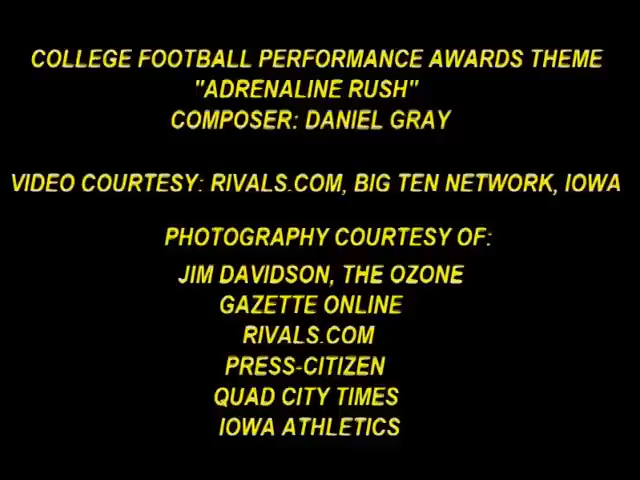 COLLEGE FOOTBALL PERFORMANCE AWARDS THEME
"ADRENALINE RUSH"
COMPOSER: DANIEL GRAY
VIDEO COURTESY: RIVALS.COM, BIG TEN NETWORK, IOWA
PHOTOGRAPHY COURTESY OF:
JIM DAVIDSON, THE OZONE
GAZETTE ONLINE
RIVALS.COM
PRESS-CITIZEN
QUAD CITY TIMES
IOWA ATHLETICS